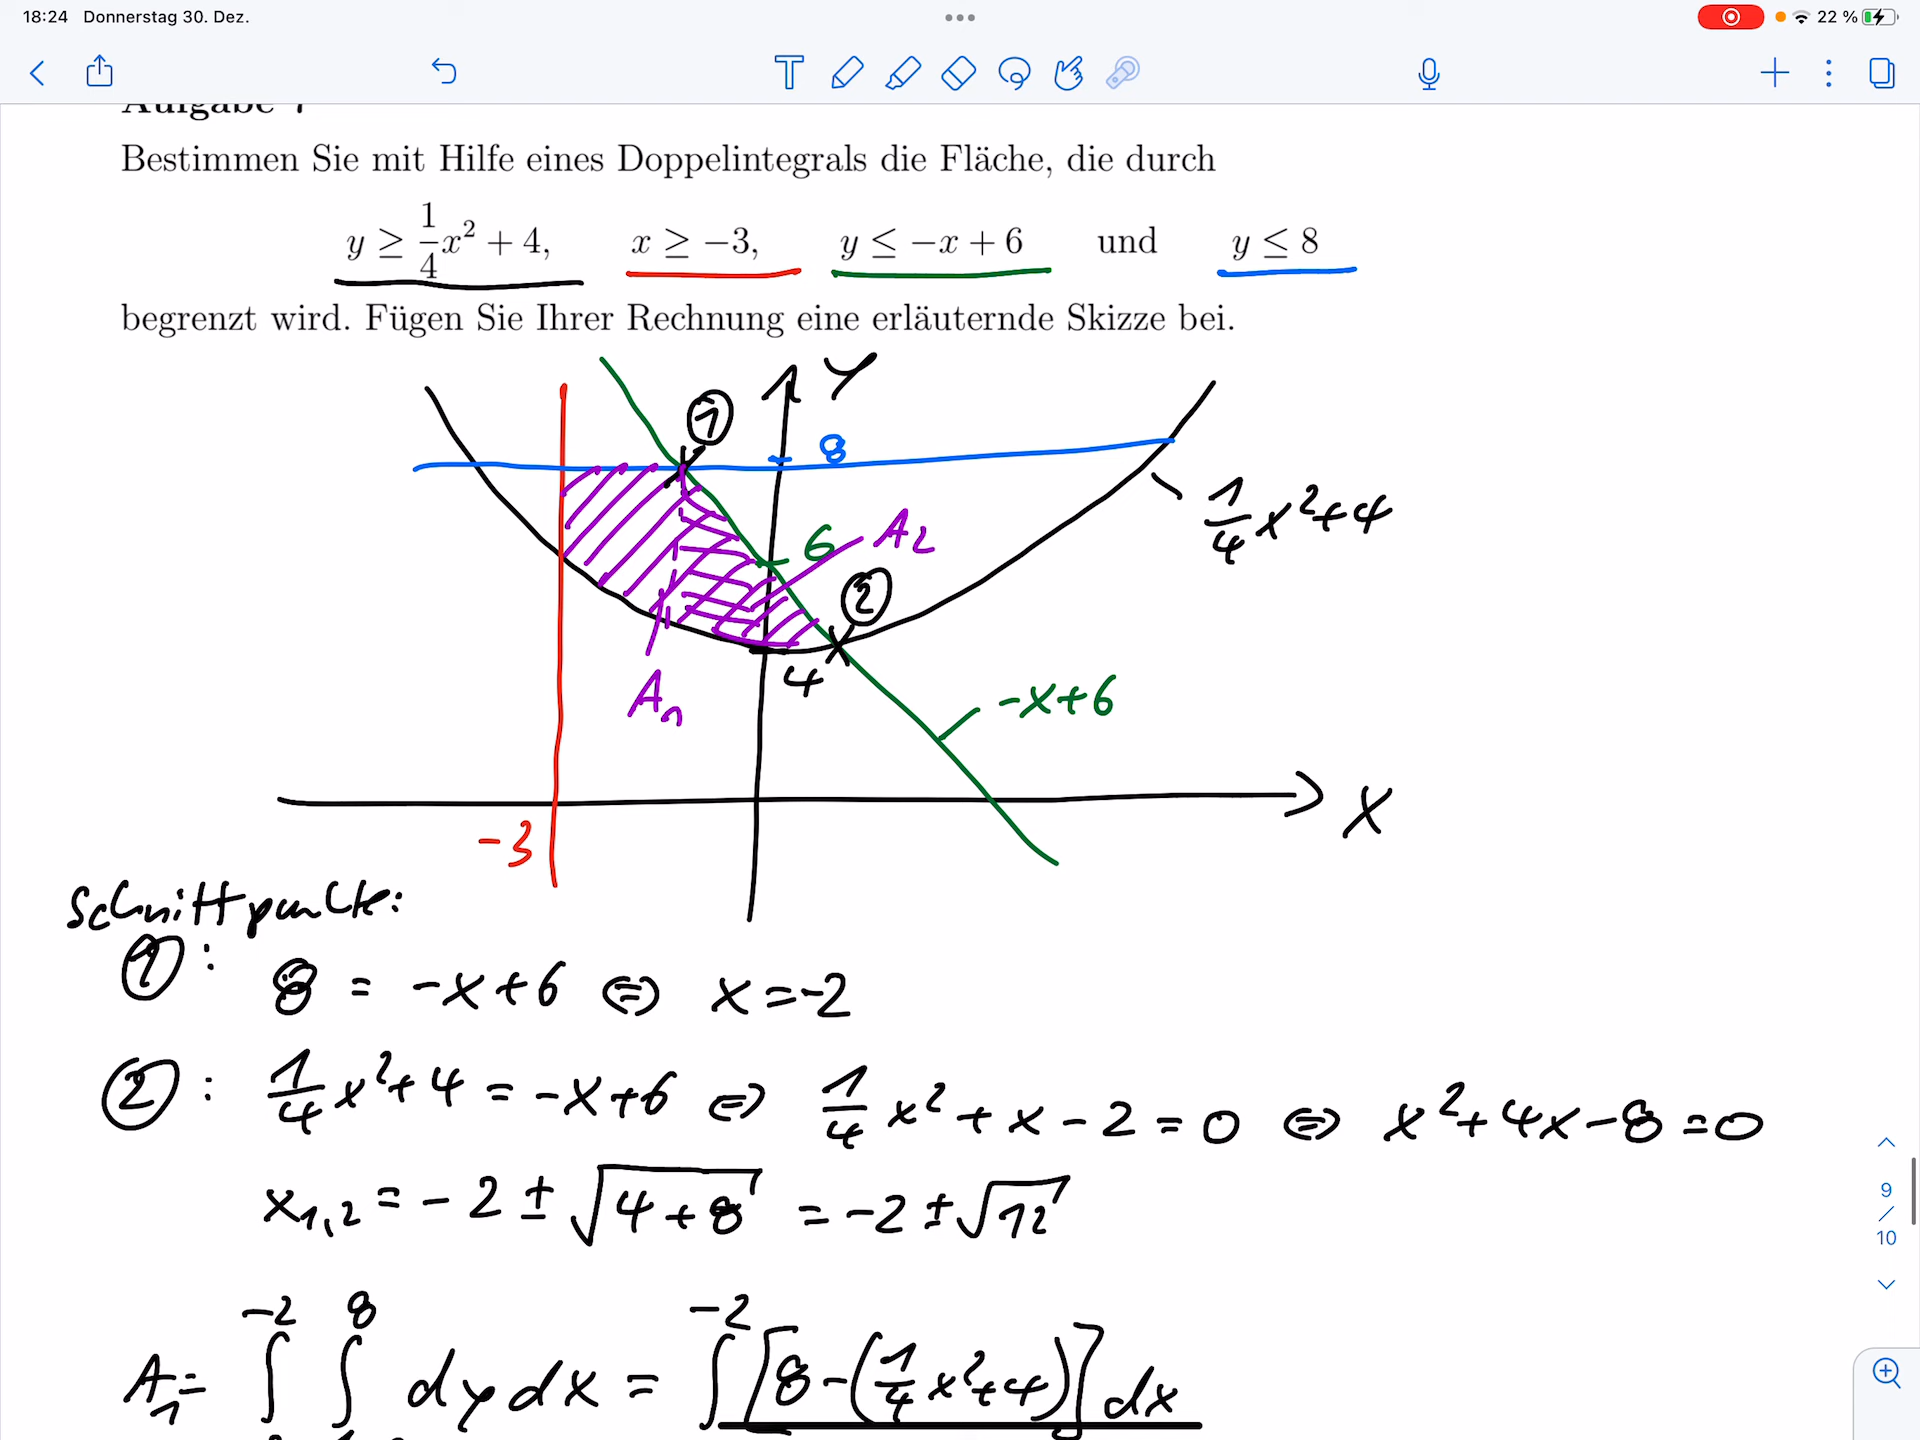 18:24 Donnerstag 30. Dez.
22 %
Aufgabe 7
Bestimmen Sie mit Hilfe eines Doppelintegrals die Fläche, die durch
y ≥ 1/4 x² + 4, x ≥ −3, y ≤ −x + 6 und y ≤ 8
begrenzt wird. Fügen Sie Ihrer Rechnung eine erläuternde Skizze bei.
Y
①
8
1/4 x²+4
6
A₂
②
4
A₁
-x+6
X
-3
Schnittpunkte:
①: 8 = -x+6 ⇔ x=-2
②: 1/4 x²+4 = -x+6 ⇔ 1/4 x² + x - 2 = 0 ⇔ x²+4x-8=0
x₁,₂ = -2 ± √(4+8) = -2 ± √12
-2 8 -2
A₁= ∫ ∫ dy dx = ∫ [8-(1/4 x²+4)] dx
9
/
10